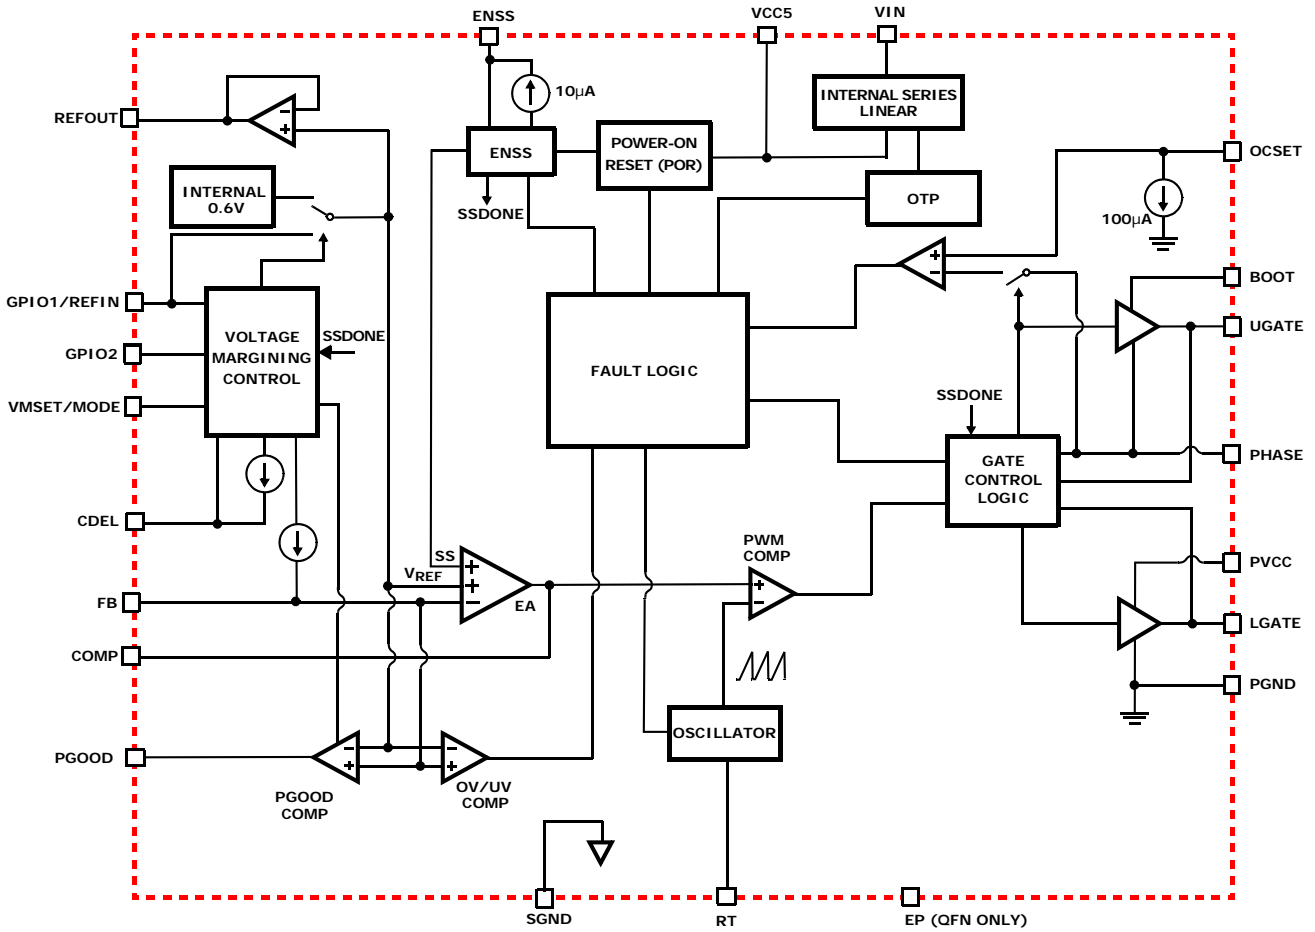 ENSS
VCC5
VIN
REFOUT
−
+
10µA
INTERNAL SERIES
LINEAR
ENSS
POWER-ON
RESET (POR)
OTP
OCSET
100µA
INTERNAL
0.6V
SSDONE
+
−
BOOT
GPIO1/REFIN
GPIO2
VMSET/MODE
VOLTAGE
MARGINING
CONTROL
SSDONE
FAULT LOGIC
UGATE
SSDONE
GATE
CONTROL
LOGIC
PHASE
CDEL
SS
VREF
+
+
−
EA
PWM
COMP
+
−
PVCC
FB
LGATE
COMP
PGND
OSCILLATOR
PGOOD
−
+
−
+
PGOOD
COMP
OV/UV
COMP
SGND
RT
EP (QFN ONLY)